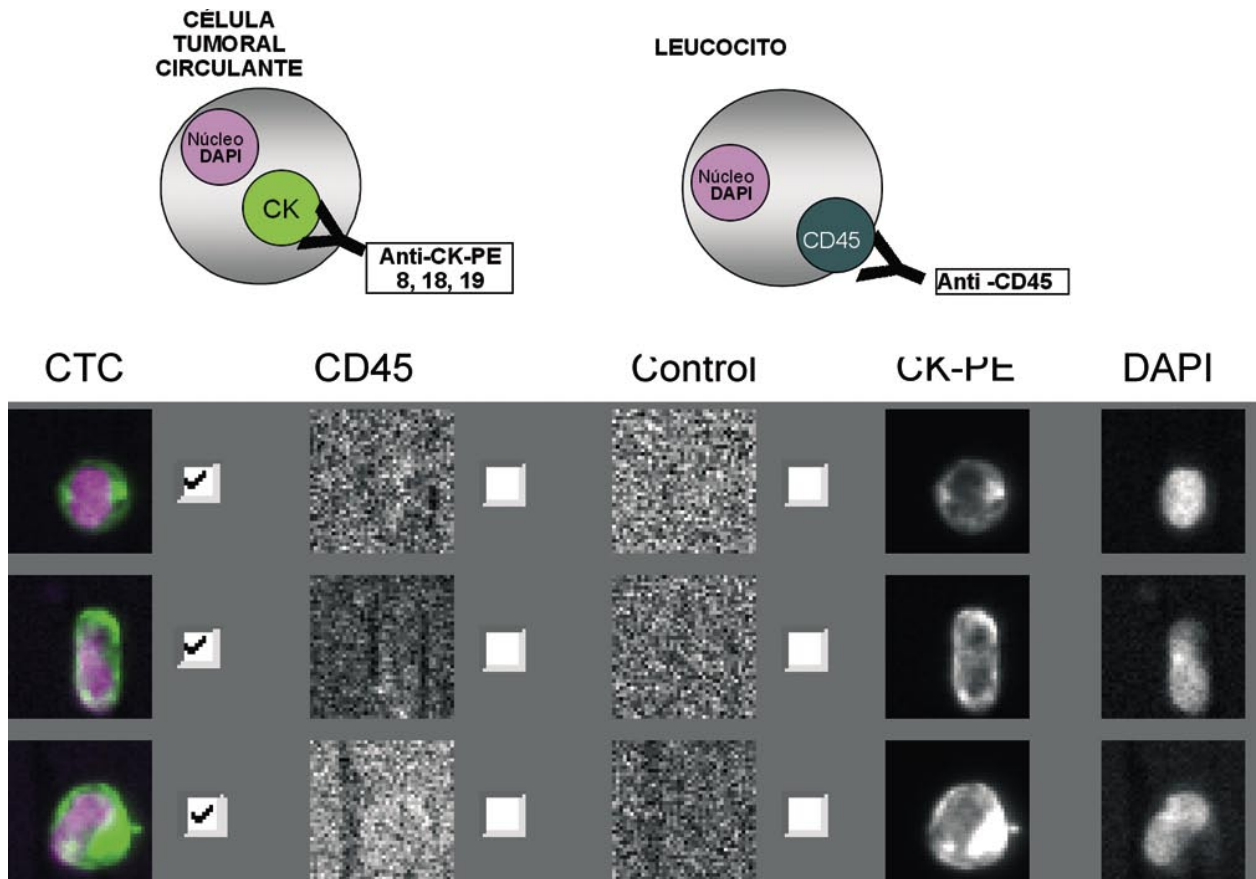 CÉLULA
TUMORAL
CIRCULANTE
LEUCOCITO
Núcleo
DAPI
CK
Anti-CK-PE
8, 18, 19
Núcleo
DAPI
CD45
Anti -CD45
CTC CD45 Control CK-PE DAPI